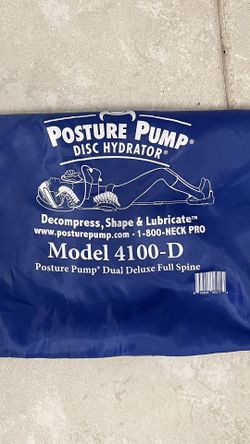 POSTURE PUMP®
DISC HYDRATOR®
Decompress, Shape & Lubricate™
www.posturepump.com • 1-800-NECK PRO
Model 4100-D
Posture Pump® Dual Deluxe Full Spine